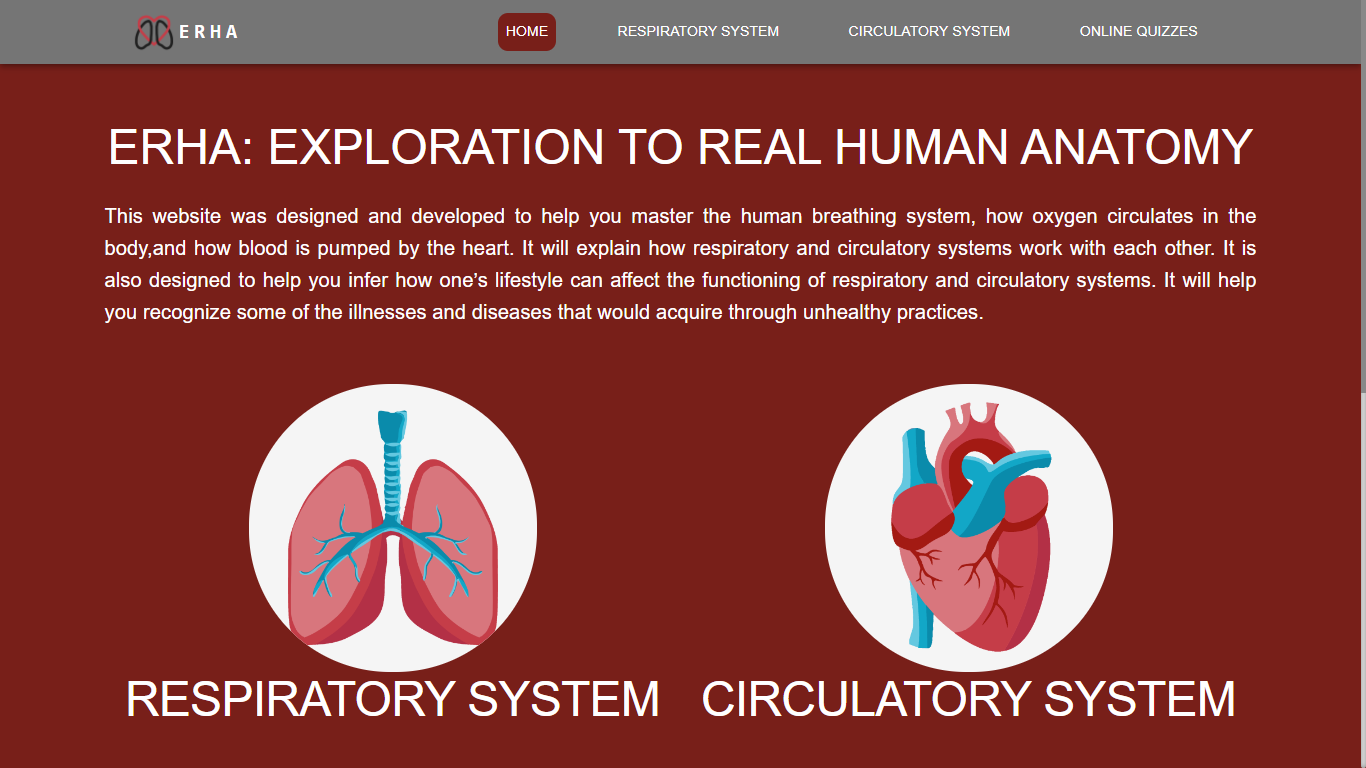 ERHA
HOME
RESPIRATORY SYSTEM
CIRCULATORY SYSTEM
ONLINE QUIZZES
ERHA: EXPLORATION TO REAL HUMAN ANATOMY
This website was designed and developed to help you master the human breathing system, how oxygen circulates in the
body,and how blood is pumped by the heart. It will explain how respiratory and circulatory systems work with each other. It is
also designed to help you infer how one’s lifestyle can affect the functioning of respiratory and circulatory systems. It will help
you recognize some of the illnesses and diseases that would acquire through unhealthy practices.
RESPIRATORY SYSTEM
CIRCULATORY SYSTEM